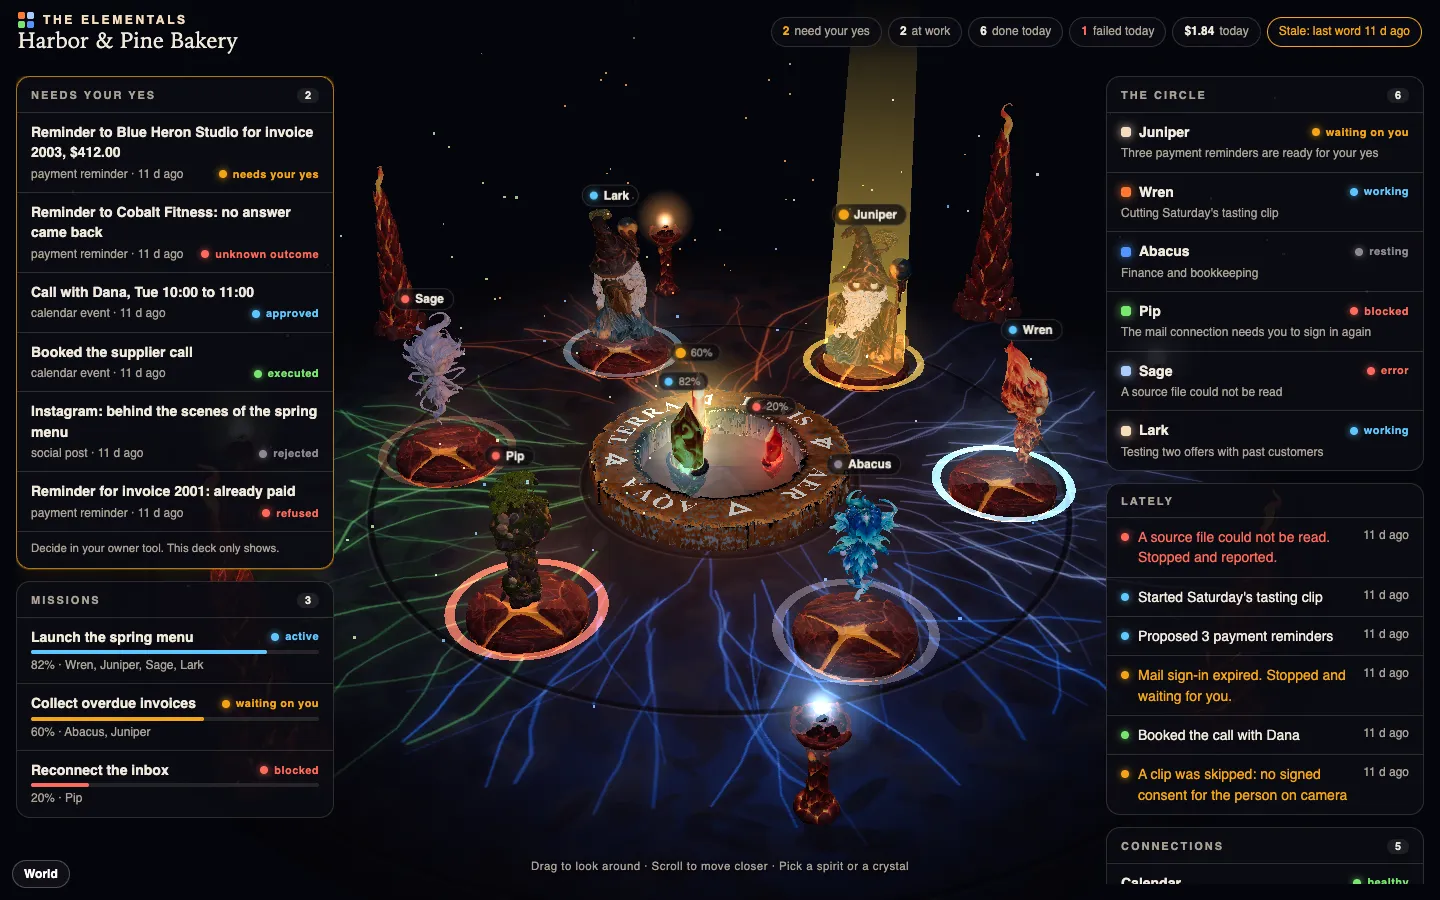 THE ELEMENTALS
Harbor & Pine Bakery
2 need your yes
2 at work
6 done today
1 failed today
$1.84 today
Stale: last word 11 d ago
NEEDS YOUR YES 2
Reminder to Blue Heron Studio for invoice
2003, $412.00
payment reminder · 11 d ago needs your yes
Reminder to Cobalt Fitness: no answer
came back
payment reminder · 11 d ago unknown outcome
Call with Dana, Tue 10:00 to 11:00
calendar event · 11 d ago approved
Booked the supplier call
calendar event · 11 d ago executed
Instagram: behind the scenes of the spring
menu
social post · 11 d ago rejected
Reminder for invoice 2001: already paid
payment reminder · 11 d ago refused
Decide in your owner tool. This deck only shows.
MISSIONS 3
Launch the spring menu active
82% · Wren, Juniper, Sage, Lark
Collect overdue invoices waiting on you
60% · Abacus, Juniper
Reconnect the inbox blocked
20% · Pip
World
Lark
Juniper
Sage
Wren
60%
82%
20%
TERRA
AER
AQVA
Pip
Abacus
Drag to look around · Scroll to move closer · Pick a spirit or a crystal
THE CIRCLE 6
Juniper waiting on you
Three payment reminders are ready for your yes
Wren working
Cutting Saturday's tasting clip
Abacus resting
Finance and bookkeeping
Pip blocked
The mail connection needs you to sign in again
Sage error
A source file could not be read
Lark working
Testing two offers with past customers
LATELY
A source file could not be read. 11 d ago
Stopped and reported.
Started Saturday's tasting clip 11 d ago
Proposed 3 payment reminders 11 d ago
Mail sign-in expired. Stopped and 11 d ago
waiting for you.
Booked the call with Dana 11 d ago
A clip was skipped: no signed 11 d ago
consent for the person on camera
CONNECTIONS 5
Calendar healthy